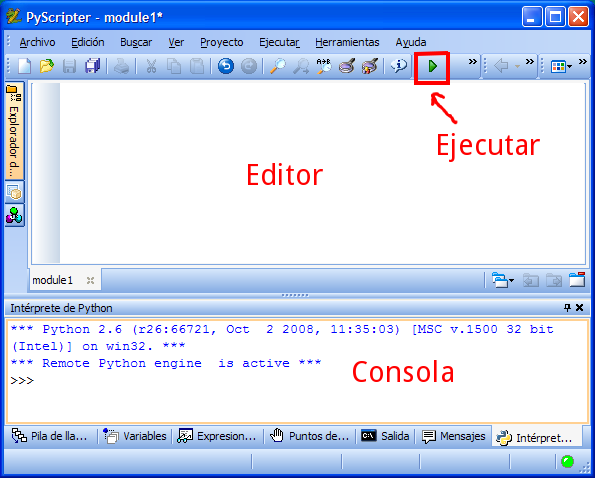 PyScripter - module1*
Archivo Edición Buscar Ver Proyecto Ejecutar Herramientas Ayuda
Explorador d...
Ejecutar
Editor
module1
Intérprete de Python
*** Python 2.6 (r26:66721, Oct  2 2008, 11:35:03) [MSC v.1500 32 bit
(Intel)] on win32. ***
*** Remote Python engine  is active ***
>>>
Consola
Pila de lla... Variables Expresion... Puntos de... Salida Mensajes Intérpret...